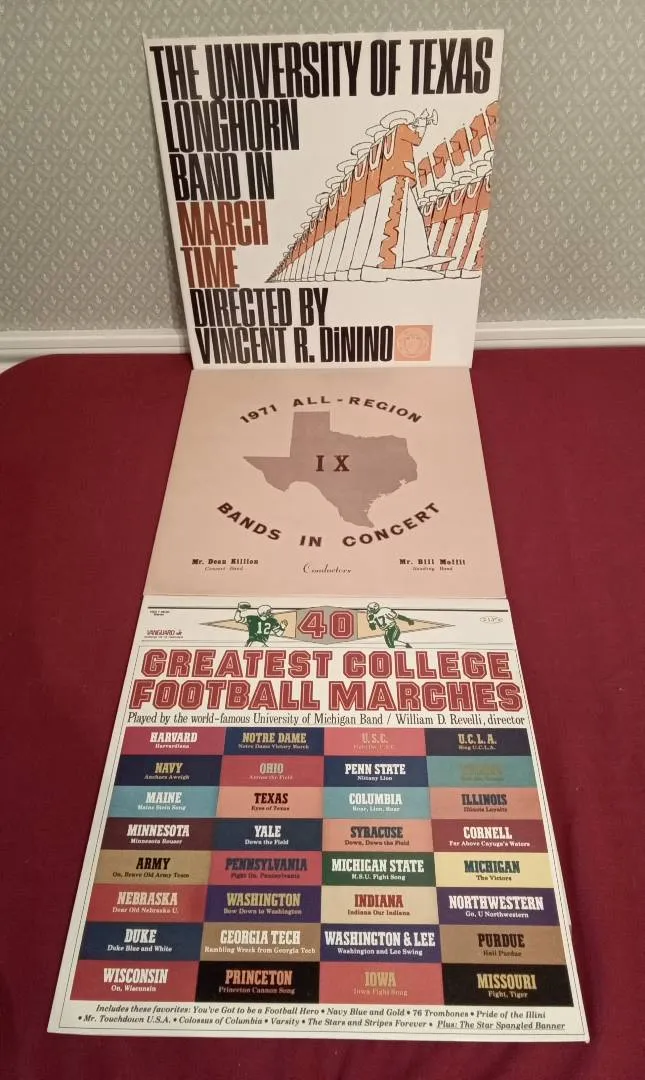 THE UNIVERSITY OF TEXAS
LONGHORN
BAND IN
MARCH
TIME
DIRECTED BY
VINCENT R. DiNINO
1971 ALL-REGION
IX
BANDS IN CONCERT
Mr. Dean Killion
Concert Band
Conductors
Mr. Bill Moffit
Marching Band
VANGUARD
12
40
17
2 LP's
GREATEST COLLEGE
FOOTBALL MARCHES
Played by the world-famous University of Michigan Band / William D. Revelli, director
HARVARD NOTRE DAME U.S.C. U.C.L.A.
Harvardiana Notre Dame Victory March Fight On, U.S.C. Sing U.C.L.A.
NAVY OHIO PENN STATE
Anchors Aweigh Across the Field Nittany Lion
MAINE TEXAS COLUMBIA ILLINOIS
Maine Stein Song Eyes of Texas Roar, Lion, Roar Illinois Loyalty
MINNESOTA YALE SYRACUSE CORNELL
Minnesota Rouser Down the Field Down, Down the Field Far Above Cayuga's Waters
ARMY PENNSYLVANIA MICHIGAN STATE MICHIGAN
On, Brave Old Army Team Fight On, Pennsylvania M.S.U. Fight Song The Victors
NEBRASKA WASHINGTON INDIANA NORTHWESTERN
Dear Old Nebraska U. Bow Down to Washington Indiana Our Indiana Go, U Northwestern
DUKE GEORGIA TECH WASHINGTON & LEE PURDUE
Duke Blue and White Rambling Wreck from Georgia Tech Washington and Lee Swing Hail Purdue
WISCONSIN PRINCETON IOWA MISSOURI
On, Wisconsin Princeton Cannon Song Iowa Fight Song Fight, Tiger
Includes these favorites: You've Got to be a Football Hero • Navy Blue and Gold • 76 Trombones • Pride of the Illini
• Mr. Touchdown U.S.A. • Colossus of Columbia • Varsity • The Stars and Stripes Forever • Plus: The Star Spangled Banner